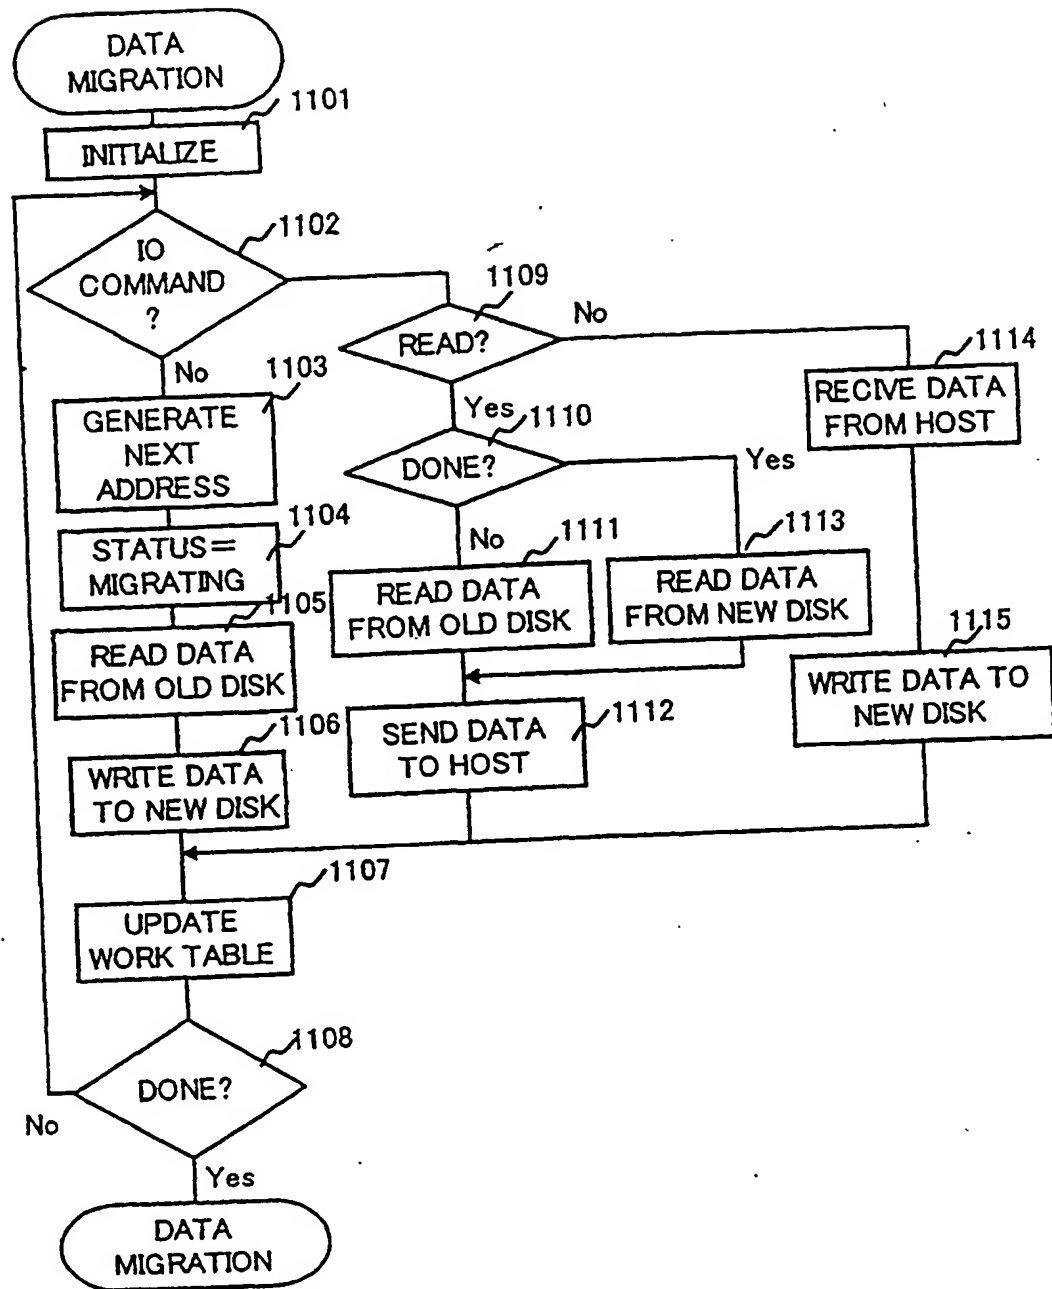 DATA
MIGRATION
1101
INITIALIZE
1102
IO
COMMAND
?
No
1103
GENERATE
NEXT
ADDRESS
1104
STATUS=
MIGRATING
1105
READ DATA
FROM OLD DISK
1106
WRITE DATA
TO NEW DISK
1107
UPDATE
WORK TABLE
1108
DONE?
No
Yes
DATA
MIGRATION
1109
READ?
No
Yes
1110
DONE?
Yes
No
1111
READ DATA
FROM OLD DISK
1113
READ DATA
FROM NEW DISK
1112
SEND DATA
TO HOST
1114
RECIVE DATA
FROM HOST
1115
WRITE DATA TO
NEW DISK